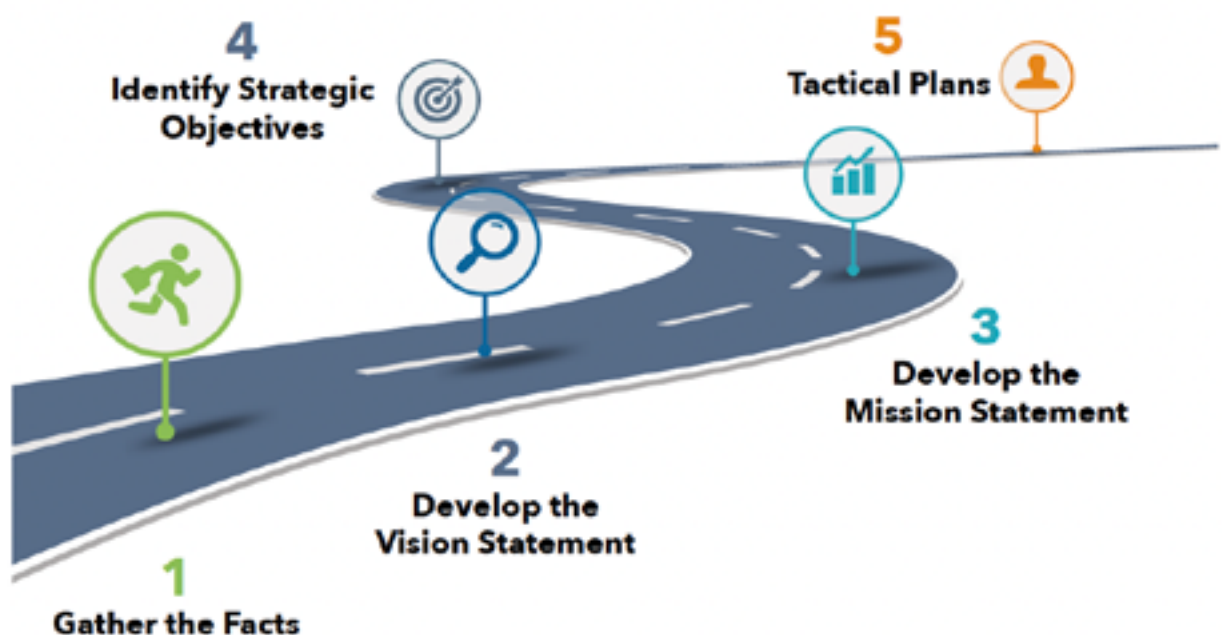 1
Gather the Facts
2
Develop the
Vision Statement
3
Develop the
Mission Statement
4
Identify Strategic
Objectives
5
Tactical Plans